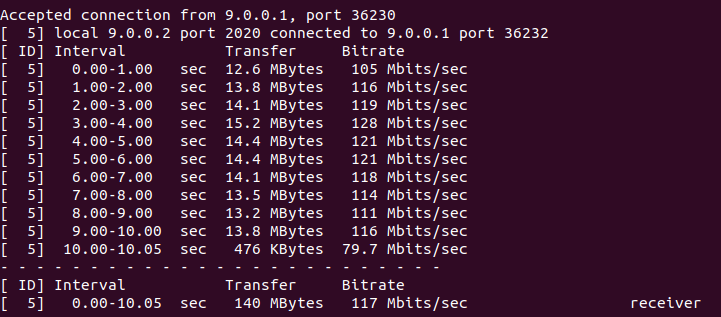 Accepted connection from 9.0.0.1, port 36230
[  5] local 9.0.0.2 port 2020 connected to 9.0.0.1 port 36232
[ ID] Interval           Transfer     Bitrate
[  5]   0.00-1.00   sec  12.6 MBytes   105 Mbits/sec
[  5]   1.00-2.00   sec  13.8 MBytes   116 Mbits/sec
[  5]   2.00-3.00   sec  14.1 MBytes   119 Mbits/sec
[  5]   3.00-4.00   sec  15.2 MBytes   128 Mbits/sec
[  5]   4.00-5.00   sec  14.4 MBytes   121 Mbits/sec
[  5]   5.00-6.00   sec  14.4 MBytes   121 Mbits/sec
[  5]   6.00-7.00   sec  14.1 MBytes   118 Mbits/sec
[  5]   7.00-8.00   sec  13.5 MBytes   114 Mbits/sec
[  5]   8.00-9.00   sec  13.2 MBytes   111 Mbits/sec
[  5]   9.00-10.00  sec  13.8 MBytes   116 Mbits/sec
[  5]  10.00-10.05  sec   476 KBytes  79.7 Mbits/sec
- - - - - - - - - - - - - - - - - - - - - - - - -
[ ID] Interval           Transfer     Bitrate
[  5]   0.00-10.05  sec   140 MBytes   117 Mbits/sec                  receiver